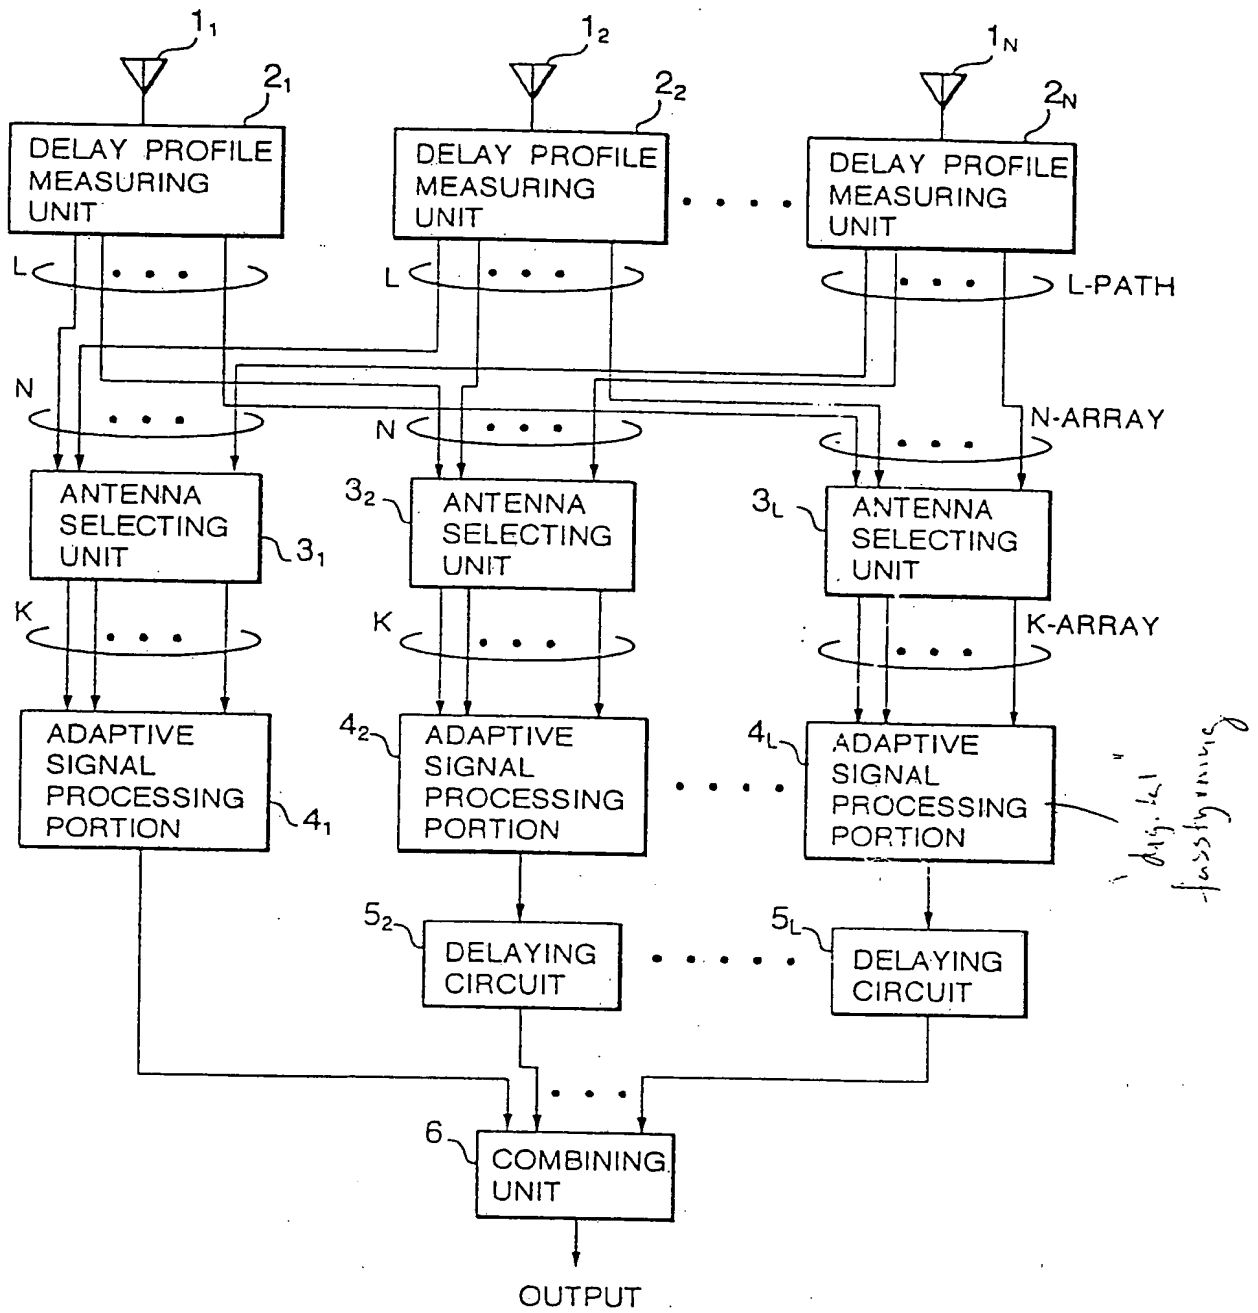 1₁
1₂
1N
2₁
2₂
2N
DELAY PROFILE
MEASURING
UNIT
DELAY PROFILE
MEASURING
UNIT
DELAY PROFILE
MEASURING
UNIT
L
L
L-PATH
N
N
N-ARRAY
ANTENNA
SELECTING
UNIT
3₁
3₂
ANTENNA
SELECTING
UNIT
3L
ANTENNA
SELECTING
UNIT
K
K
K-ARRAY
ADAPTIVE
SIGNAL
PROCESSING
PORTION
4₁
4₂
ADAPTIVE
SIGNAL
PROCESSING
PORTION
4L
ADAPTIVE
SIGNAL
PROCESSING
PORTION
5₂
DELAYING
CIRCUIT
5L
DELAYING
CIRCUIT
6
COMBINING
UNIT
OUTPUT